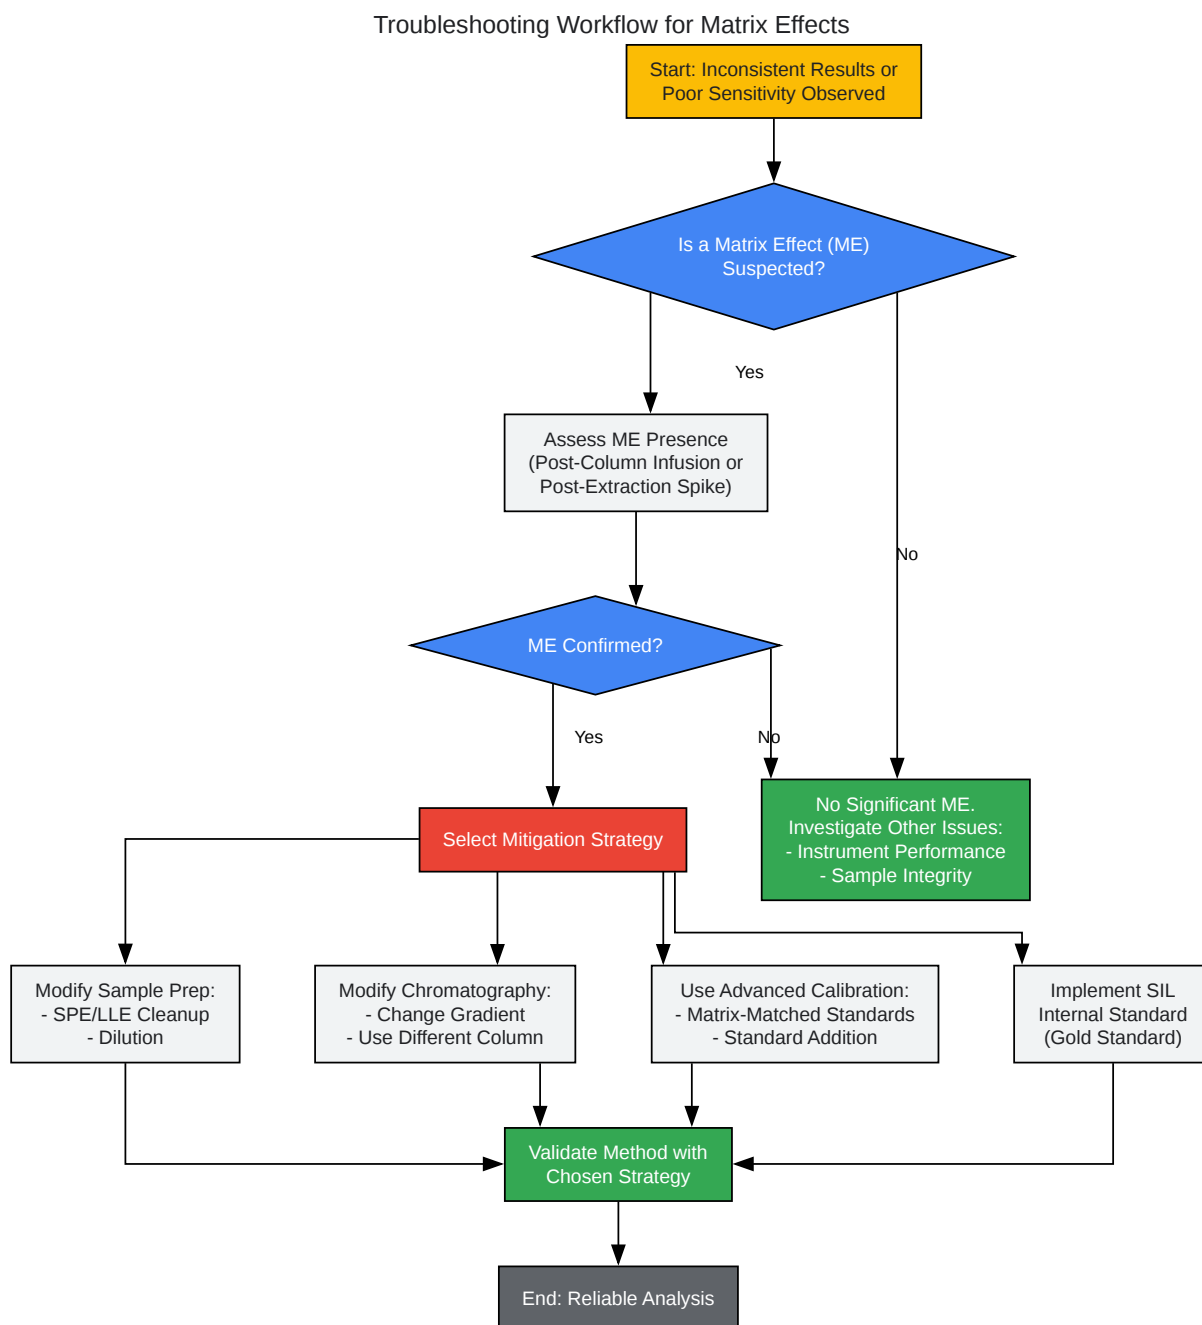 Troubleshooting Workflow for Matrix Effects
Start: Inconsistent Results or
Poor Sensitivity Observed
Is a Matrix Effect (ME)
Suspected?
Yes
Assess ME Presence
(Post-Column Infusion or
Post-Extraction Spike)
No
ME Confirmed?
Yes
No
No Significant ME.
Investigate Other Issues:
- Instrument Performance
- Sample Integrity
Select Mitigation Strategy
Modify Sample Prep:
- SPE/LLE Cleanup
- Dilution
Modify Chromatography:
- Change Gradient
- Use Different Column
Use Advanced Calibration:
- Matrix-Matched Standards
- Standard Addition
Implement SIL
Internal Standard
(Gold Standard)
Validate Method with
Chosen Strategy
End: Reliable Analysis